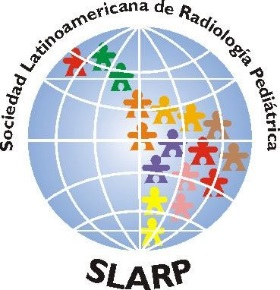 Sociedad Latinoamericana de Radiología Pediátrica
SLARP